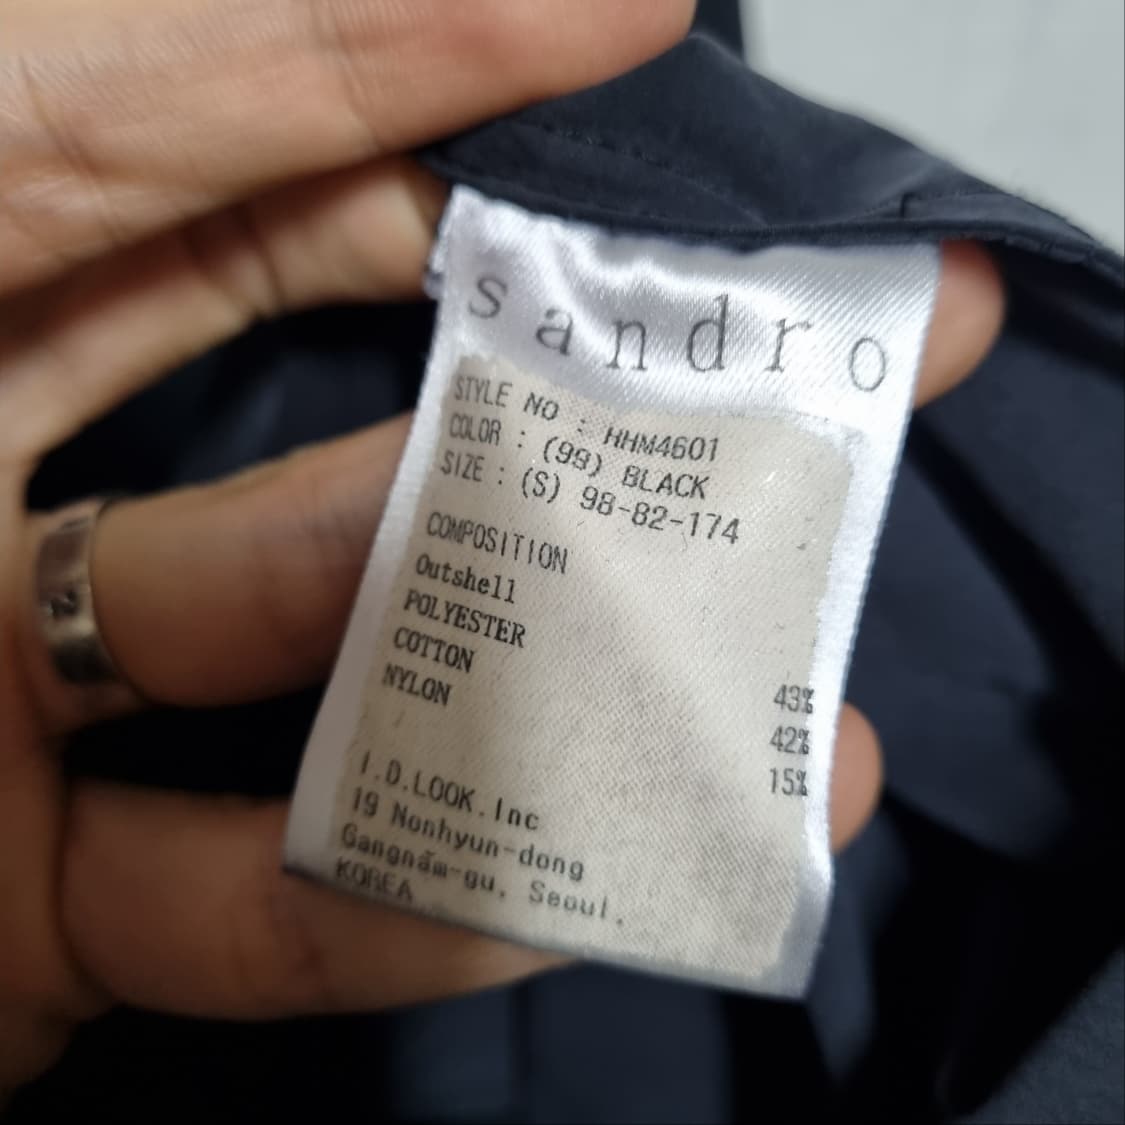 sandro
STYLE NO : HHM4601
COLOR : (99) BLACK
SIZE : (S) 98-82-174
COMPOSITION
Outshell
POLYESTER 43%
COTTON 42%
NYLON 15%
I.D.LOOK.Inc
19 Nonhyun-dong
Gangnam-gu, Seoul.
KOREA